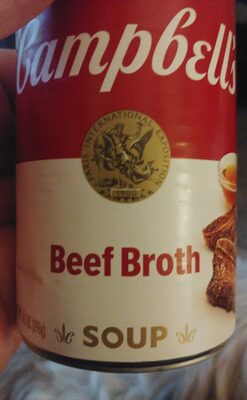 Campbell's
PARIS INTERNATIONAL EXPOSITION
1900
Beef Broth
SOUP